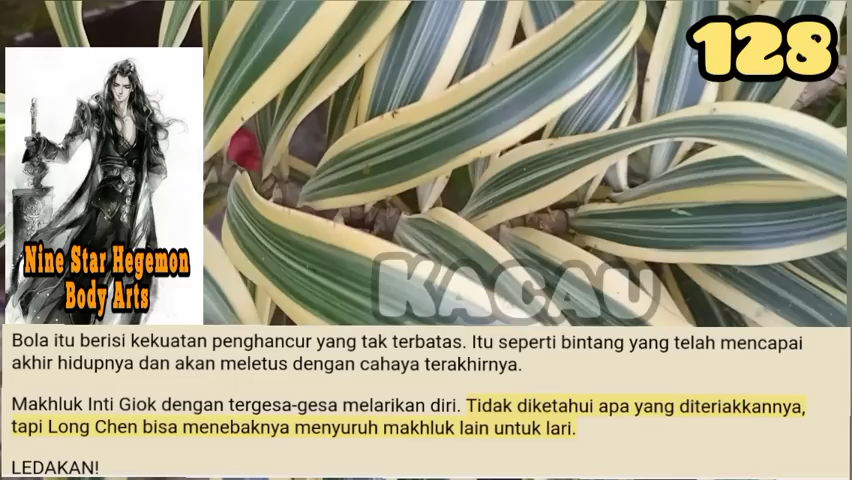 128
Nine Star Hegemon
Body Arts
KACAU
Bola itu berisi kekuatan penghancur yang tak terbatas. Itu seperti bintang yang telah mencapai
akhir hidupnya dan akan meletus dengan cahaya terakhirnya.
Makhluk Inti Giok dengan tergesa-gesa melarikan diri. Tidak diketahui apa yang diteriakkannya,
tapi Long Chen bisa menebaknya menyuruh makhluk lain untuk lari.
LEDAKAN!